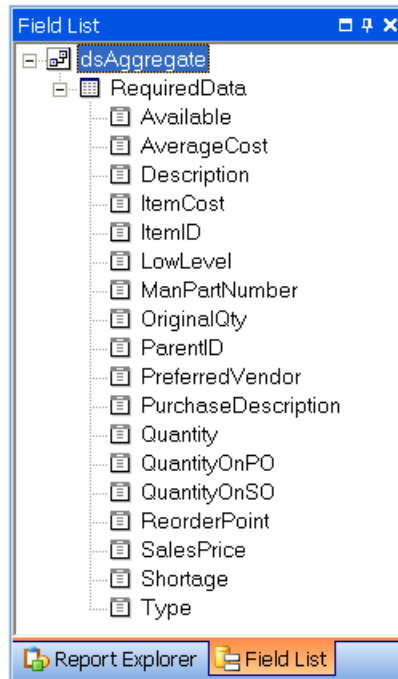 Field List
dsAggregate
RequiredData
Available
AverageCost
Description
ItemCost
ItemID
LowLevel
ManPartNumber
OriginalQty
ParentID
PreferredVendor
PurchaseDescription
Quantity
QuantityOnPO
QuantityOnSO
ReorderPoint
SalesPrice
Shortage
Type
Report Explorer Field List